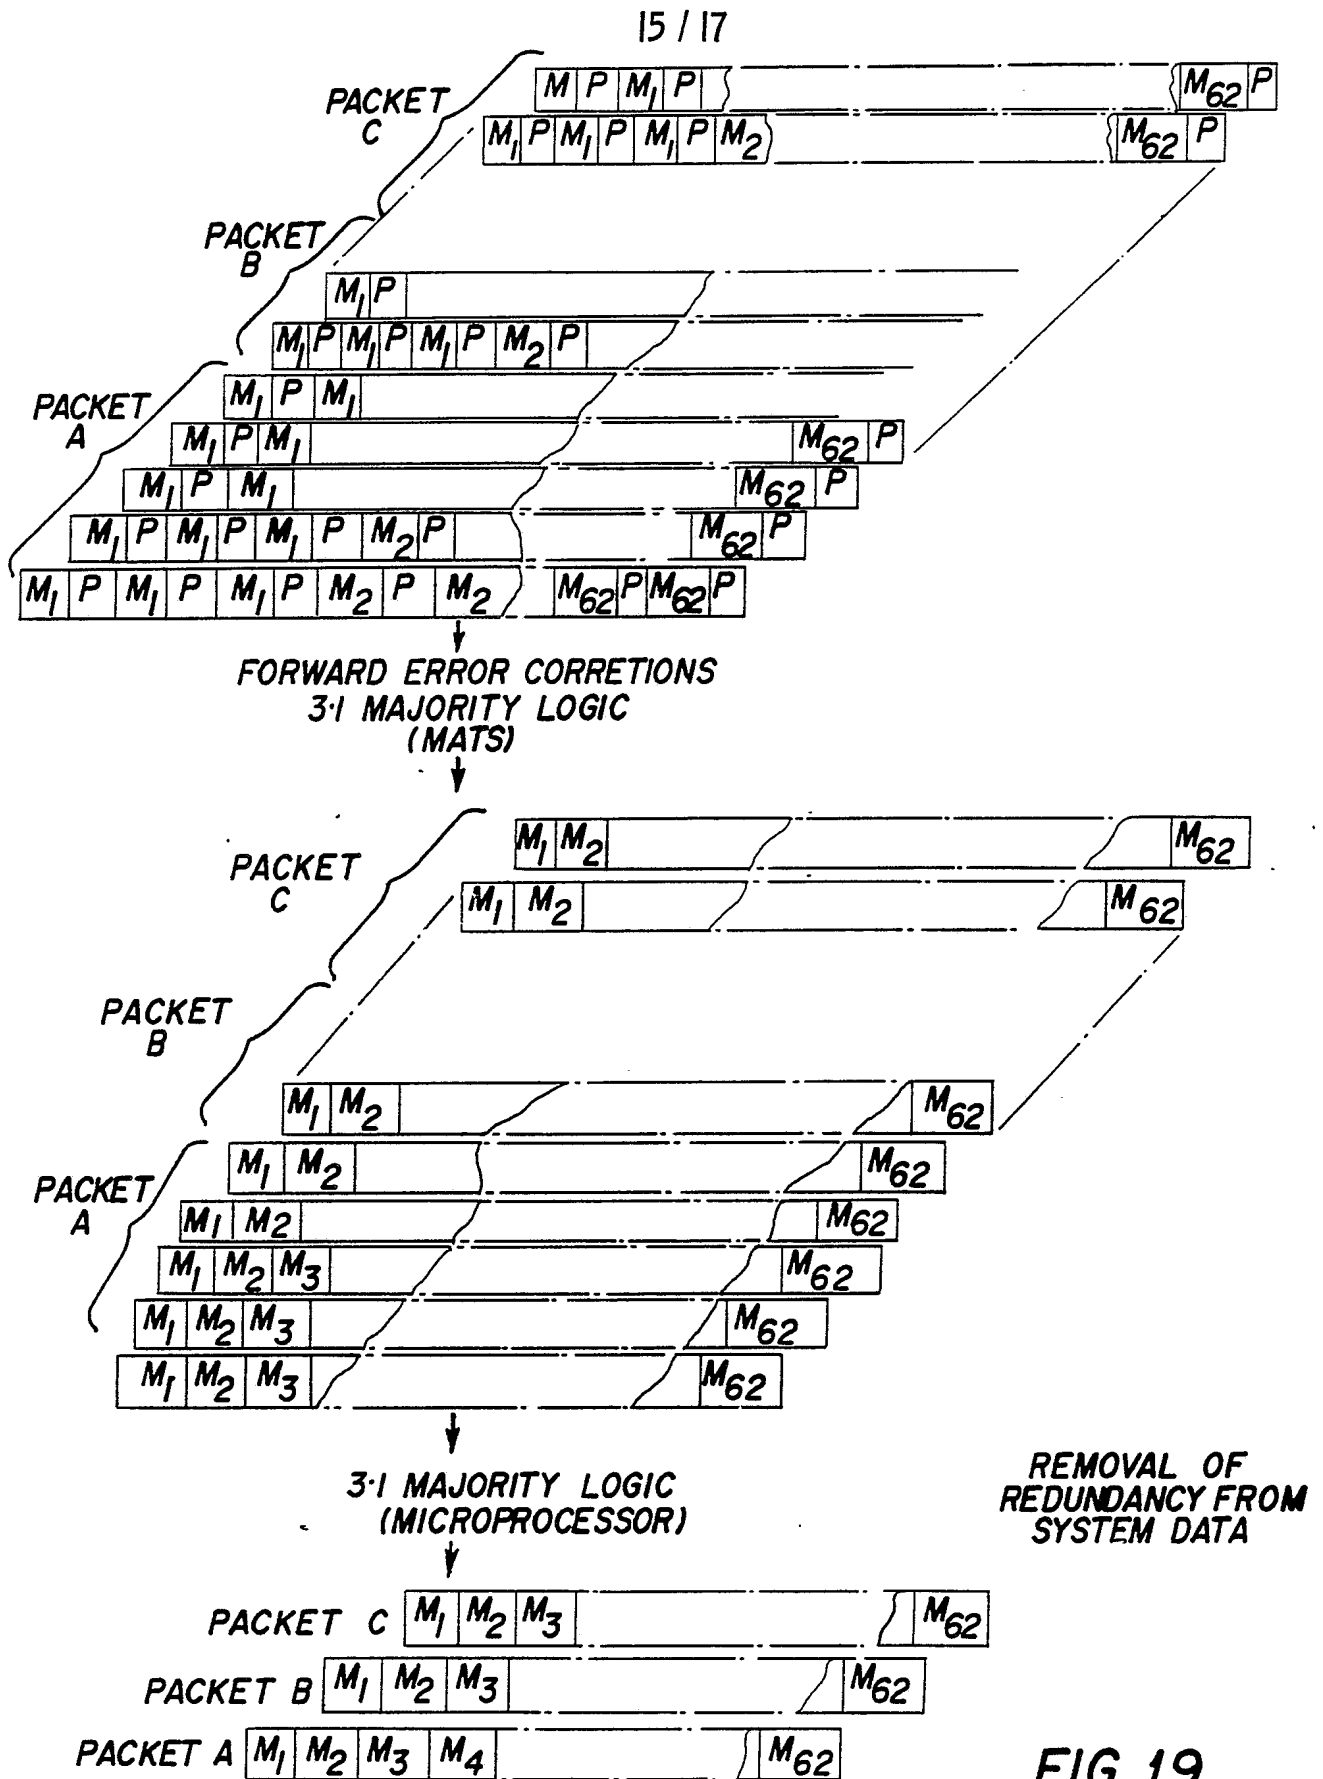 15 / 17
PACKET C
M P M1 P M62 P
M1 P M1 P M1 P M2 M62 P
PACKET B
M1 P
M1 P M1 P M1 P M2 P
PACKET A
M1 P M1
M1 P M1 M62 P
M1 P M1 M62 P
M1 P M1 P M1 P M2 P M62 P
M1 P M1 P M1 P M2 P M2 M62 P M62 P
FORWARD ERROR CORRETIONS
3·1 MAJORITY LOGIC
(MATS)
PACKET C
M1 M2 M62
M1 M2 M62
PACKET B
M1 M2 M62
PACKET A
M1 M2 M62
M1 M2 M62
M1 M2 M3 M62
M1 M2 M3 M62
M1 M2 M3 M62
3·1 MAJORITY LOGIC
(MICROPROCESSOR)
REMOVAL OF
REDUNDANCY FROM
SYSTEM DATA
PACKET C M1 M2 M3 M62
PACKET B M1 M2 M3 M62
PACKET A M1 M2 M3 M4 M62
FIG 19